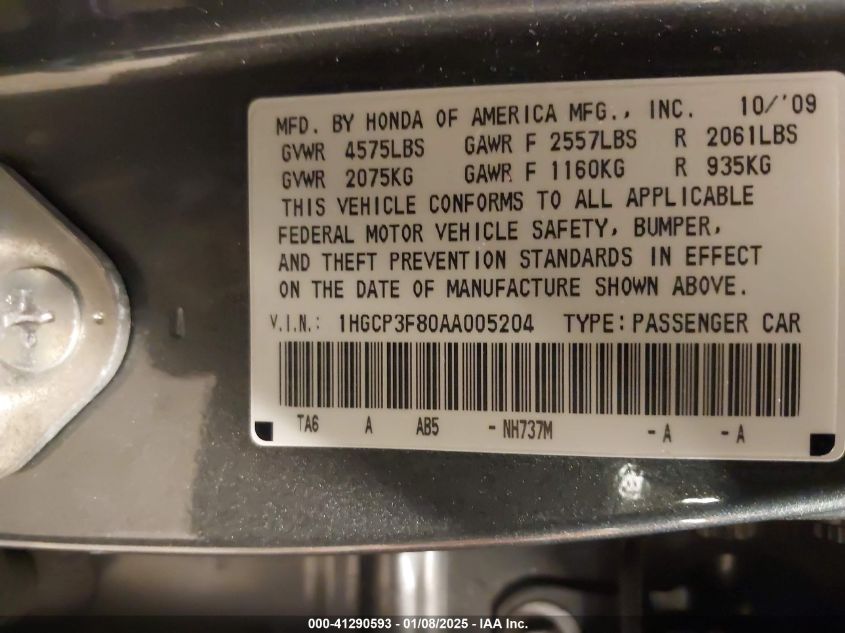 MFD. BY HONDA OF AMERICA MFG., INC. 10/'09
GVWR 4575LBS GAWR F 2557LBS R 2061LBS
GVWR 2075KG GAWR F 1160KG R 935KG
THIS VEHICLE CONFORMS TO ALL APPLICABLE
FEDERAL MOTOR VEHICLE SAFETY, BUMPER,
AND THEFT PREVENTION STANDARDS IN EFFECT
ON THE DATE OF MANUFACTURE SHOWN ABOVE.
V.I.N.: 1HGCP3F80AA005204 TYPE: PASSENGER CAR
TA6 A AB5 - NH737M - A - A
000-41290593 - 01/08/2025 - IAA Inc.